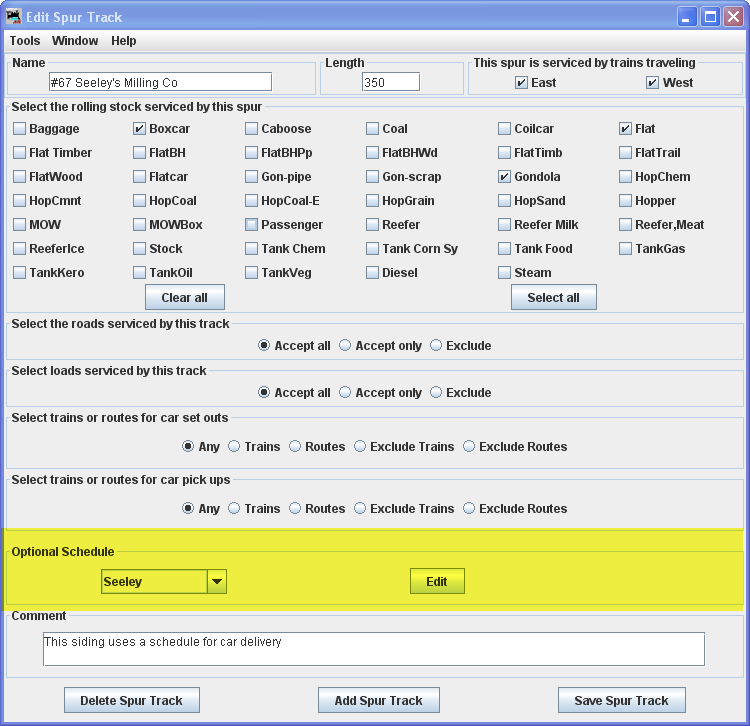 Edit Spur Track
Tools Window Help
Name Length This spur is serviced by trains traveling
#67 Seeley's Milling Co 350 East West
Select the rolling stock serviced by this spur
Baggage Boxcar Caboose Coal Coilcar Flat
Flat Timber FlatBH FlatBHPp FlatBHWd FlatTimb FlatTrail
FlatWood Flatcar Gon-pipe Gon-scrap Gondola HopChem
HopCmnt HopCoal HopCoal-E HopGrain HopSand Hopper
MOW MOWBox Passenger Reefer Reefer Milk Reefer,Meat
ReeferIce Stock Tank Chem Tank Corn Sy Tank Food TankGas
TankKero TankOil TankVeg Diesel Steam
Clear all Select all
Select the roads serviced by this track
Accept all Accept only Exclude
Select loads serviced by this track
Accept all Accept only Exclude
Select trains or routes for car set outs
Any Trains Routes Exclude Trains Exclude Routes
Select trains or routes for car pick ups
Any Trains Routes Exclude Trains Exclude Routes
Optional Schedule
Seeley Edit
Comment
This siding uses a schedule for car delivery
Delete Spur Track Add Spur Track Save Spur Track